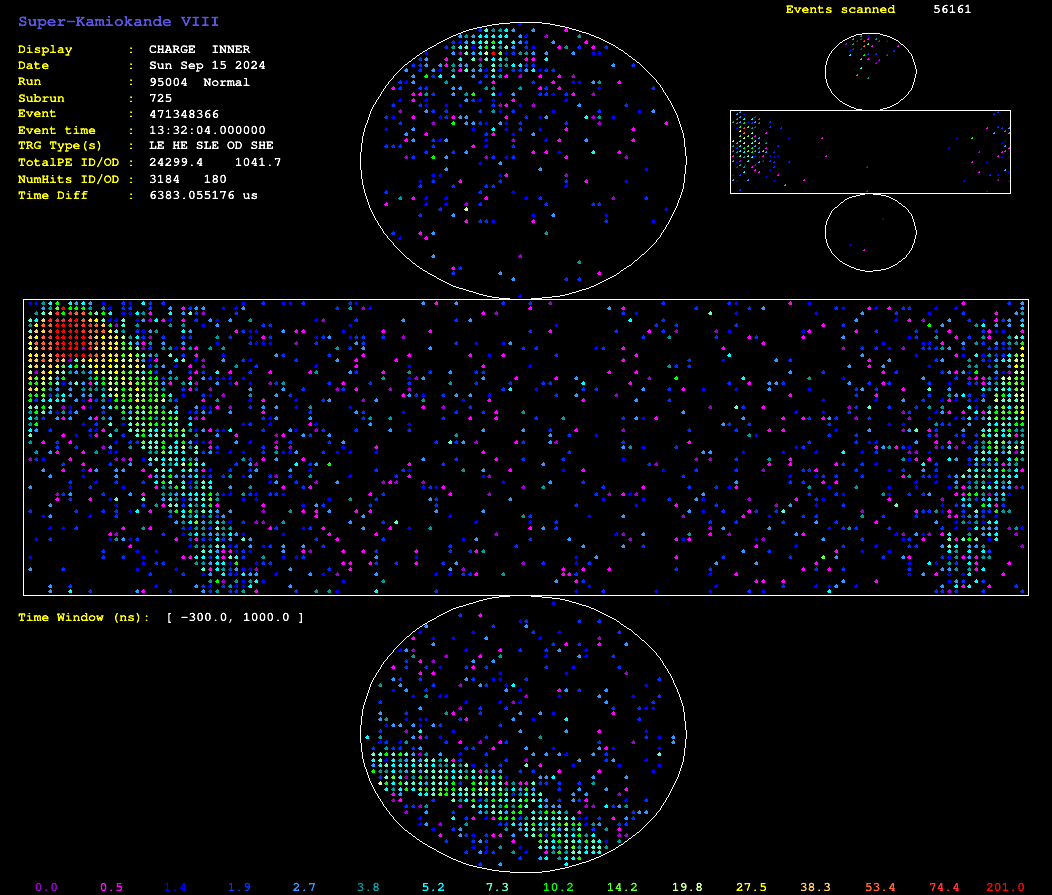 Super-Kamiokande VIII
Display : CHARGE INNER
Date : Sun Sep 15 2024
Run : 95004 Normal
Subrun : 725
Event : 471348366
Event time : 13:32:04.000000
TRG Type(s) : LE HE SLE OD SHE
TotalPE ID/OD : 24299.4 1041.7
NumHits ID/OD : 3184 180
Time Diff : 6383.055176 us
Events scanned 56161
Time Window (ns): [ -300.0, 1000.0 ]
0.0 0.5 1.4 1.9 2.7 3.8 5.2 7.3 10.2 14.2 19.8 27.5 38.3 53.4 74.4 201.0